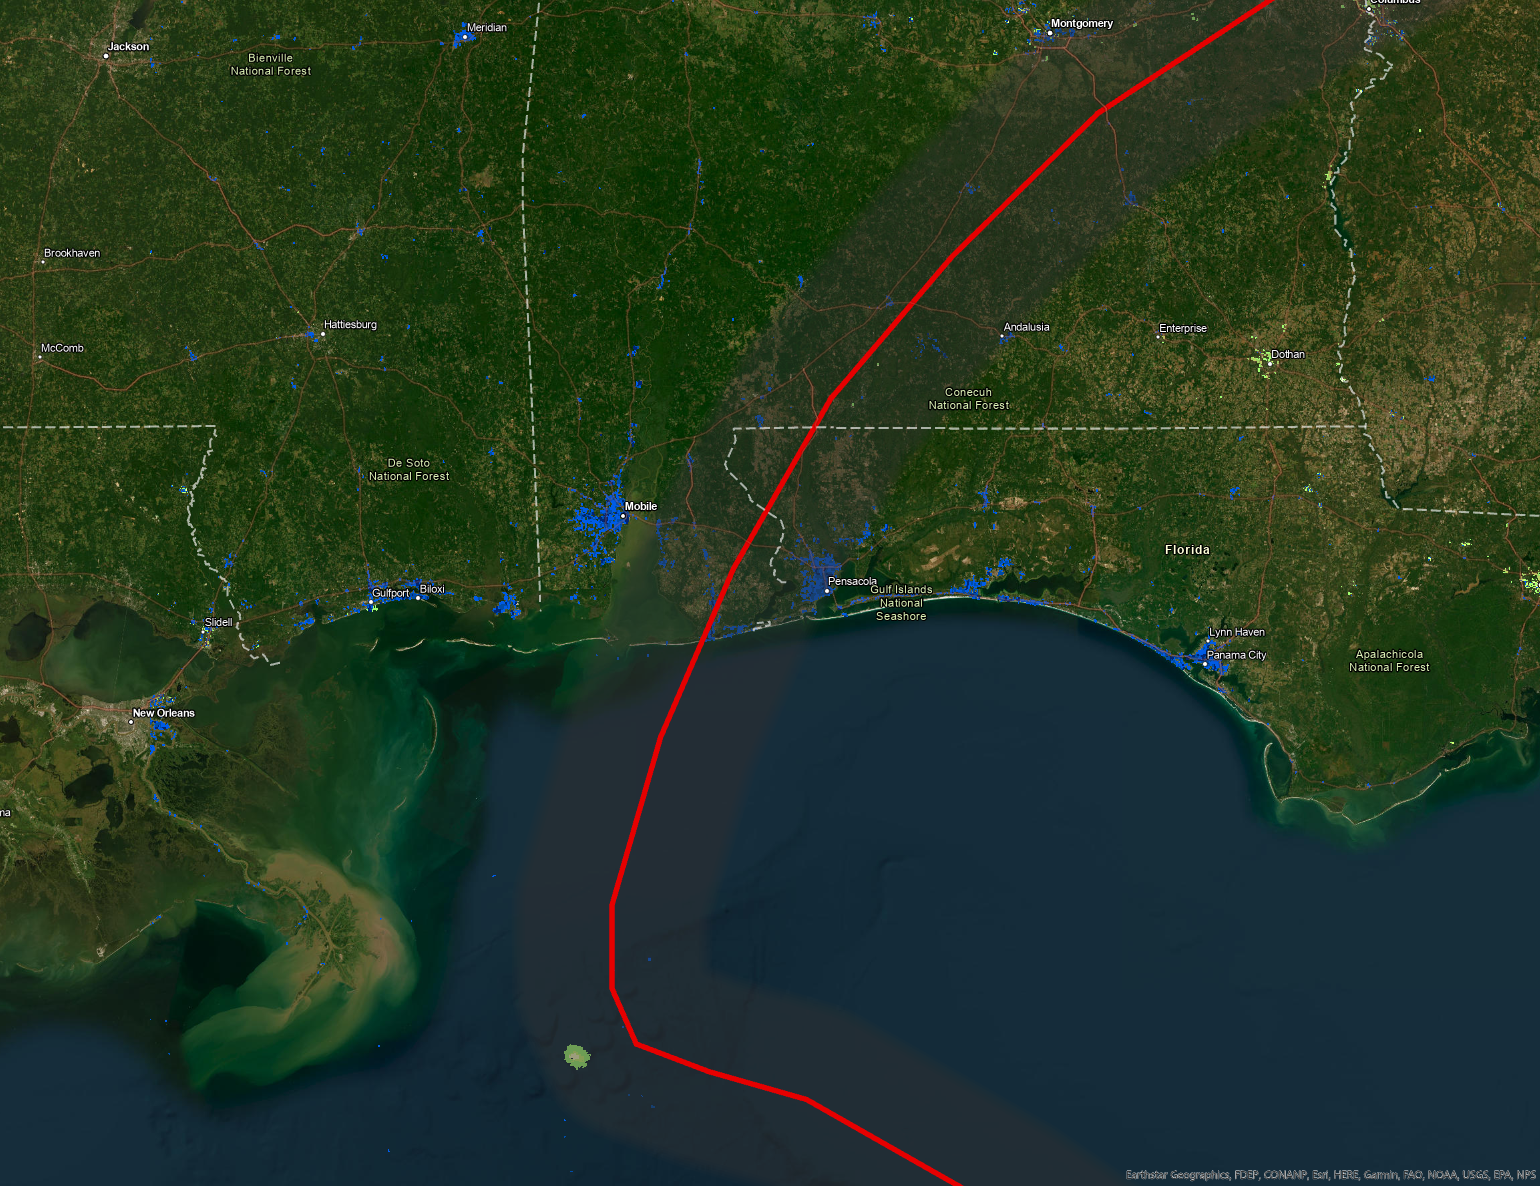 Columbus
Montgomery
Meridian
Jackson
Bienville
National Forest
Brookhaven
Hattiesburg
McComb
Andalusia
Enterprise
Dothan
Conecuh
National Forest
De Soto
National Forest
Mobile
Florida
Pensacola
Gulf Islands
National
Seashore
Gulfport
Biloxi
Slidell
Lynn Haven
Panama City
Apalachicola
National Forest
New Orleans
na
Earthstar Geographics, FDEP, CONANP, Esri, HERE, Garmin, FAO, NOAA, USGS, EPA, NPS